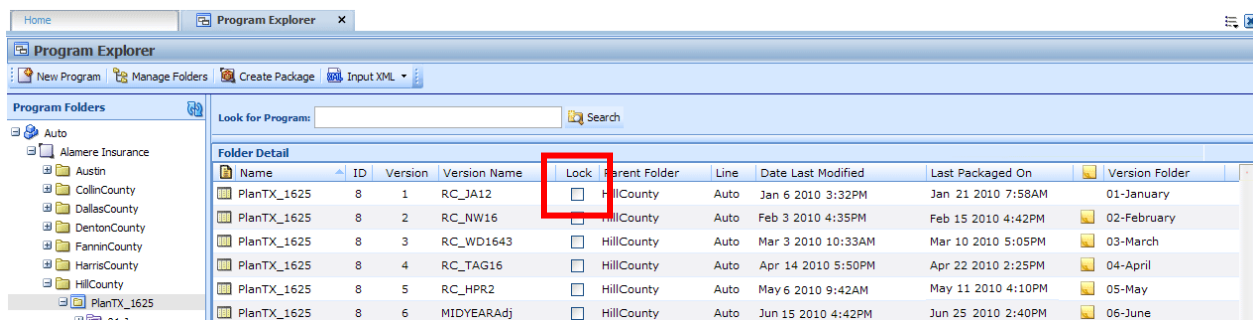 Home Program Explorer x
Program Explorer
New Program Manage Folders Create Package Input XML
Program Folders
Look for Program: Search
Auto
Alamere Insurance
Austin
CollinCounty
DallasCounty
DentonCounty
FanninCounty
HarrisCounty
HillCounty
PlanTX_1625
Folder Detail
Name ID Version Version Name Lock Parent Folder Line Date Last Modified Last Packaged On Version Folder
PlanTX_1625 8 1 RC_JA12 HillCounty Auto Jan 6 2010 3:32PM Jan 21 2010 7:58AM 01-January
PlanTX_1625 8 2 RC_NW16 HillCounty Auto Feb 3 2010 4:35PM Feb 15 2010 4:42PM 02-February
PlanTX_1625 8 3 RC_WD1643 HillCounty Auto Mar 3 2010 10:33AM Mar 10 2010 5:05PM 03-March
PlanTX_1625 8 4 RC_TAG16 HillCounty Auto Apr 14 2010 5:50PM Apr 22 2010 2:25PM 04-April
PlanTX_1625 8 5 RC_HPR2 HillCounty Auto May 6 2010 9:42AM May 11 2010 4:10PM 05-May
PlanTX_1625 8 6 MIDYEARAdj HillCounty Auto Jun 15 2010 4:42PM Jun 25 2010 2:40PM 06-June